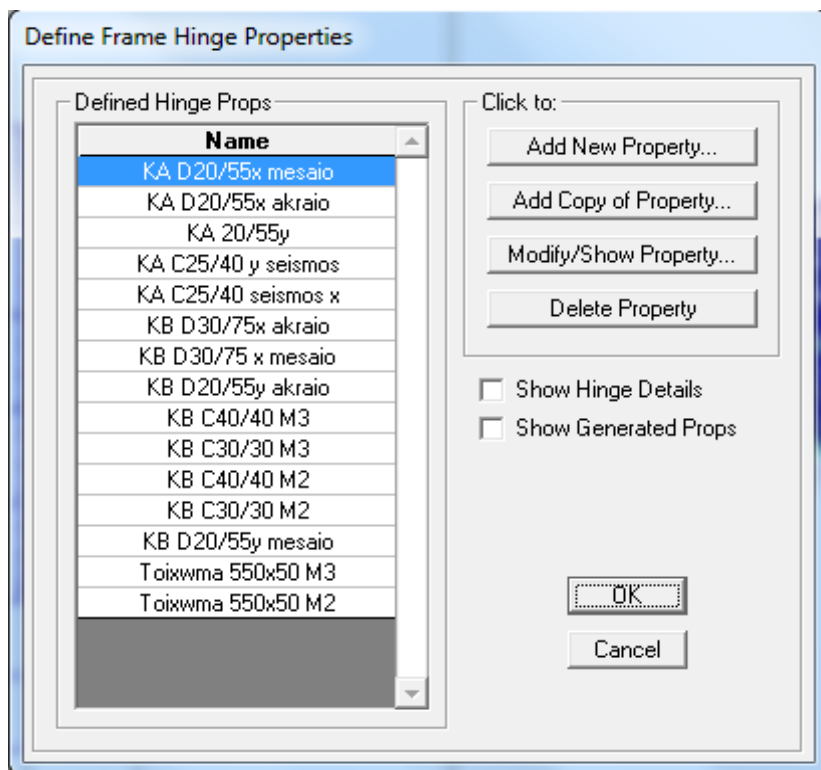 Define Frame Hinge Properties
Defined Hinge Props
Name
KA D20/55x mesaio
KA D20/55x akraio
KA 20/55y
KA C25/40 y seismos
KA C25/40 seismos x
KB D30/75x akraio
KB D30/75 x mesaio
KB D20/55y akraio
KB C40/40 M3
KB C30/30 M3
KB C40/40 M2
KB C30/30 M2
KB D20/55y mesaio
Toixwma 550x50 M3
Toixwma 550x50 M2
Click to:
Add New Property...
Add Copy of Property...
Modify/Show Property...
Delete Property
Show Hinge Details
Show Generated Props
OK
Cancel